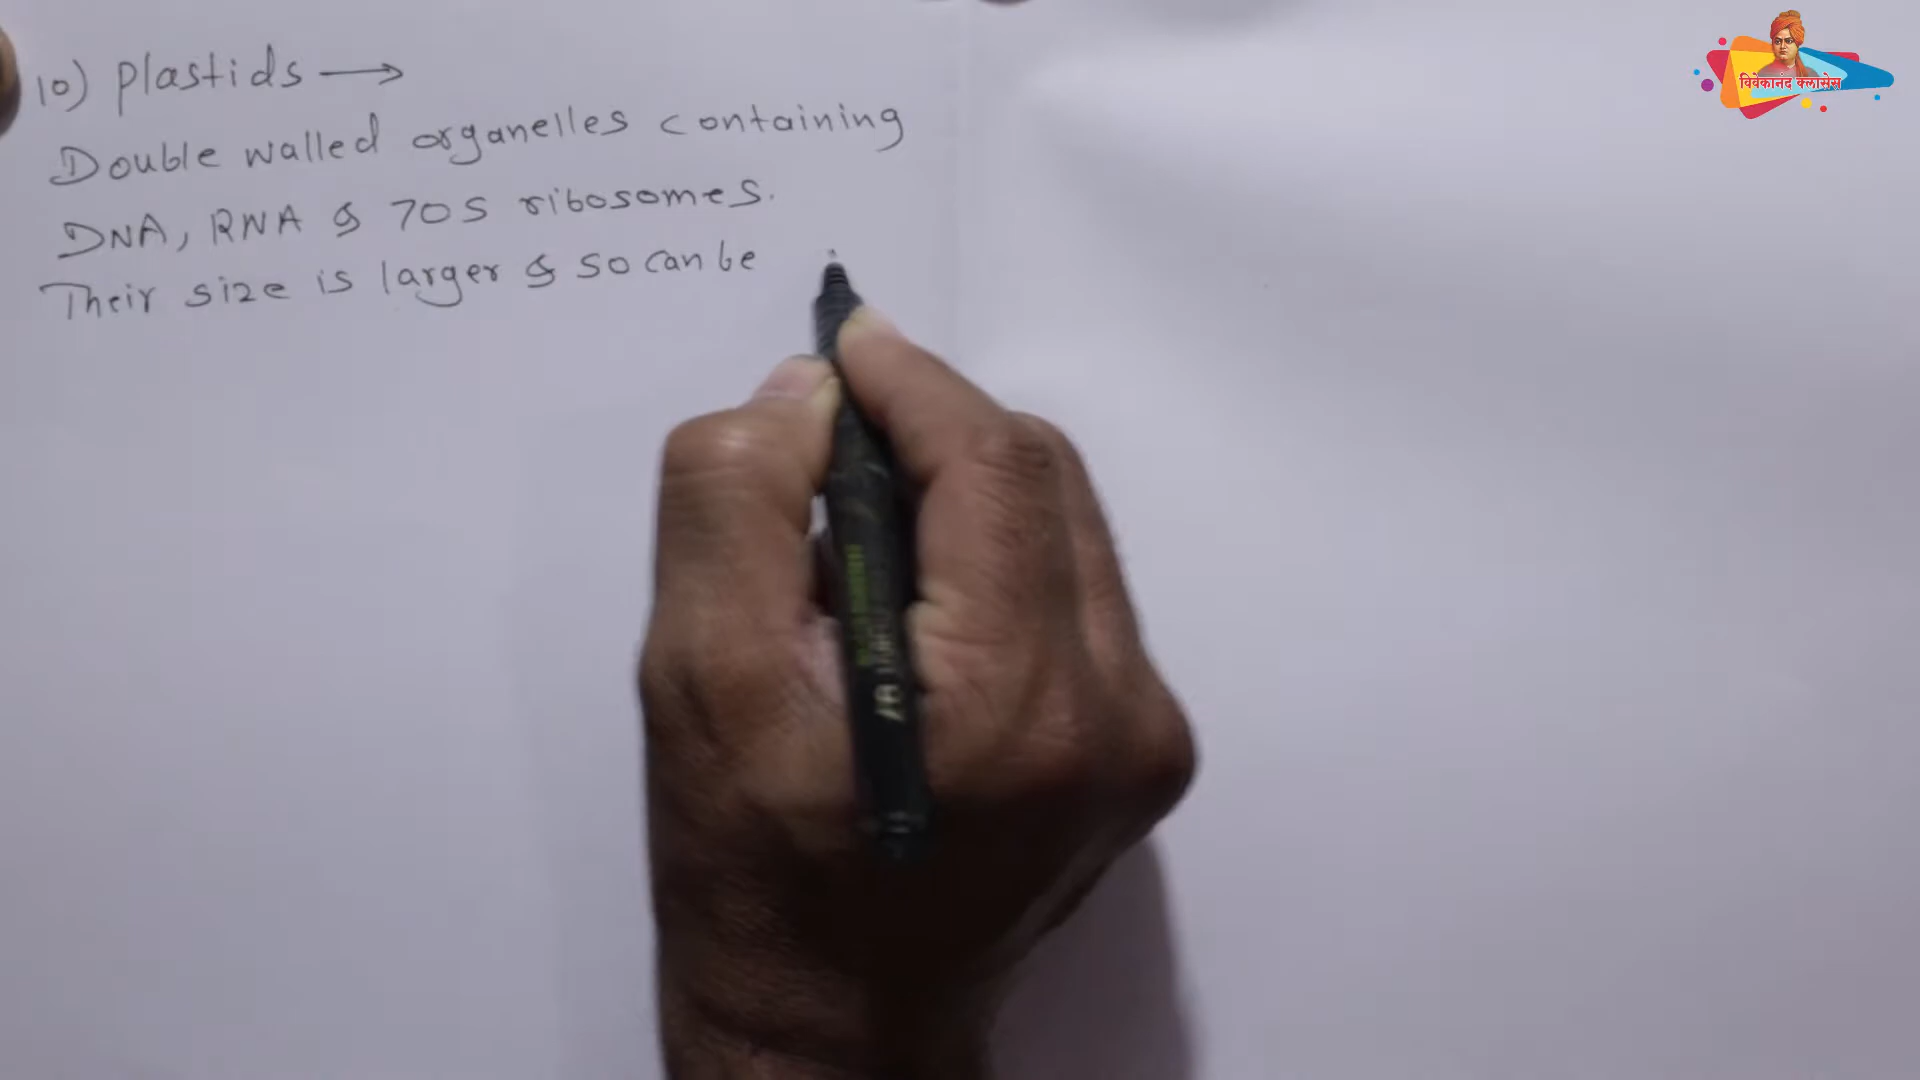 10) Plastids →
Double walled organelles containing
DNA, RNA & 70S ribosomes.
Their size is larger & so can be
विवेकानंद क्लासेस